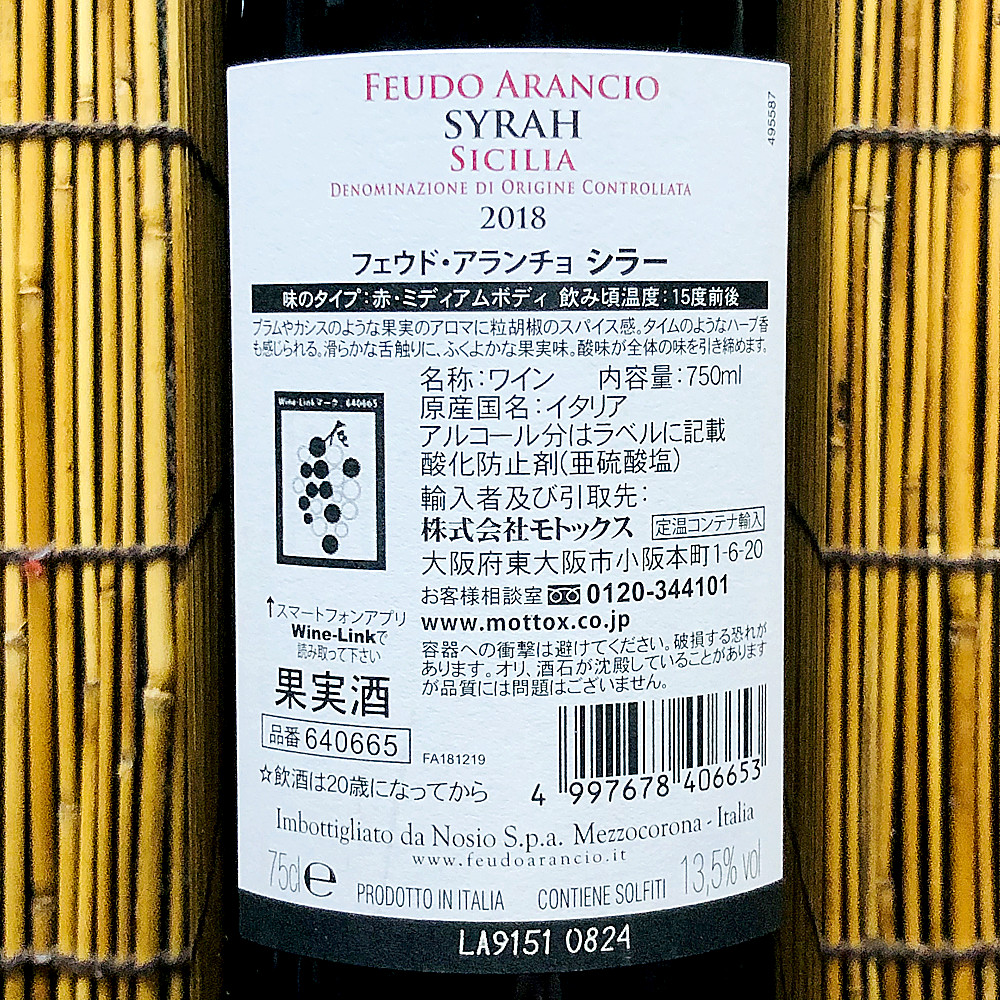 FEUDO ARANCIO
SYRAH
SICILIA
DENOMINAZIONE DI ORIGINE CONTROLLATA
2018
495587
フェウド・アランチョ シラー
味のタイプ：赤・ミディアムボディ 飲み頃温度：15度前後
プラムやカシスのような果実のアロマに粒胡椒のスパイス感。タイムのようなハーブ香
も感じられる。滑らかな舌触りに、ふくよかな果実味。酸味が全体の味を引き締めます。
名称：ワイン 内容量：750ml
原産国名：イタリア
アルコール分はラベルに記載
酸化防止剤（亜硫酸塩）
輸入者及び引取先：
株式会社モトックス 定温コンテナ輸入
大阪府東大阪市小阪本町1-6-20
お客様相談室 0120-344101
www.mottox.co.jp
容器への衝撃は避けてください。破損する恐れが
あります。オリ、酒石が沈殿していることがあります
が品質には問題はございません。
Wine-Linkマーク：640665
↑スマートフォンアプリ
Wine-Linkで
読み取って下さい
果実酒
品番 640665
FA181219
☆飲酒は20歳になってから
4 997678 406653
Imbottigliato da Nosio S.p.a. Mezzocorona - Italia
www.feudoarancio.it
75cl e PRODOTTO IN ITALIA CONTIENE SOLFITI 13,5% vol
LA9151 0824